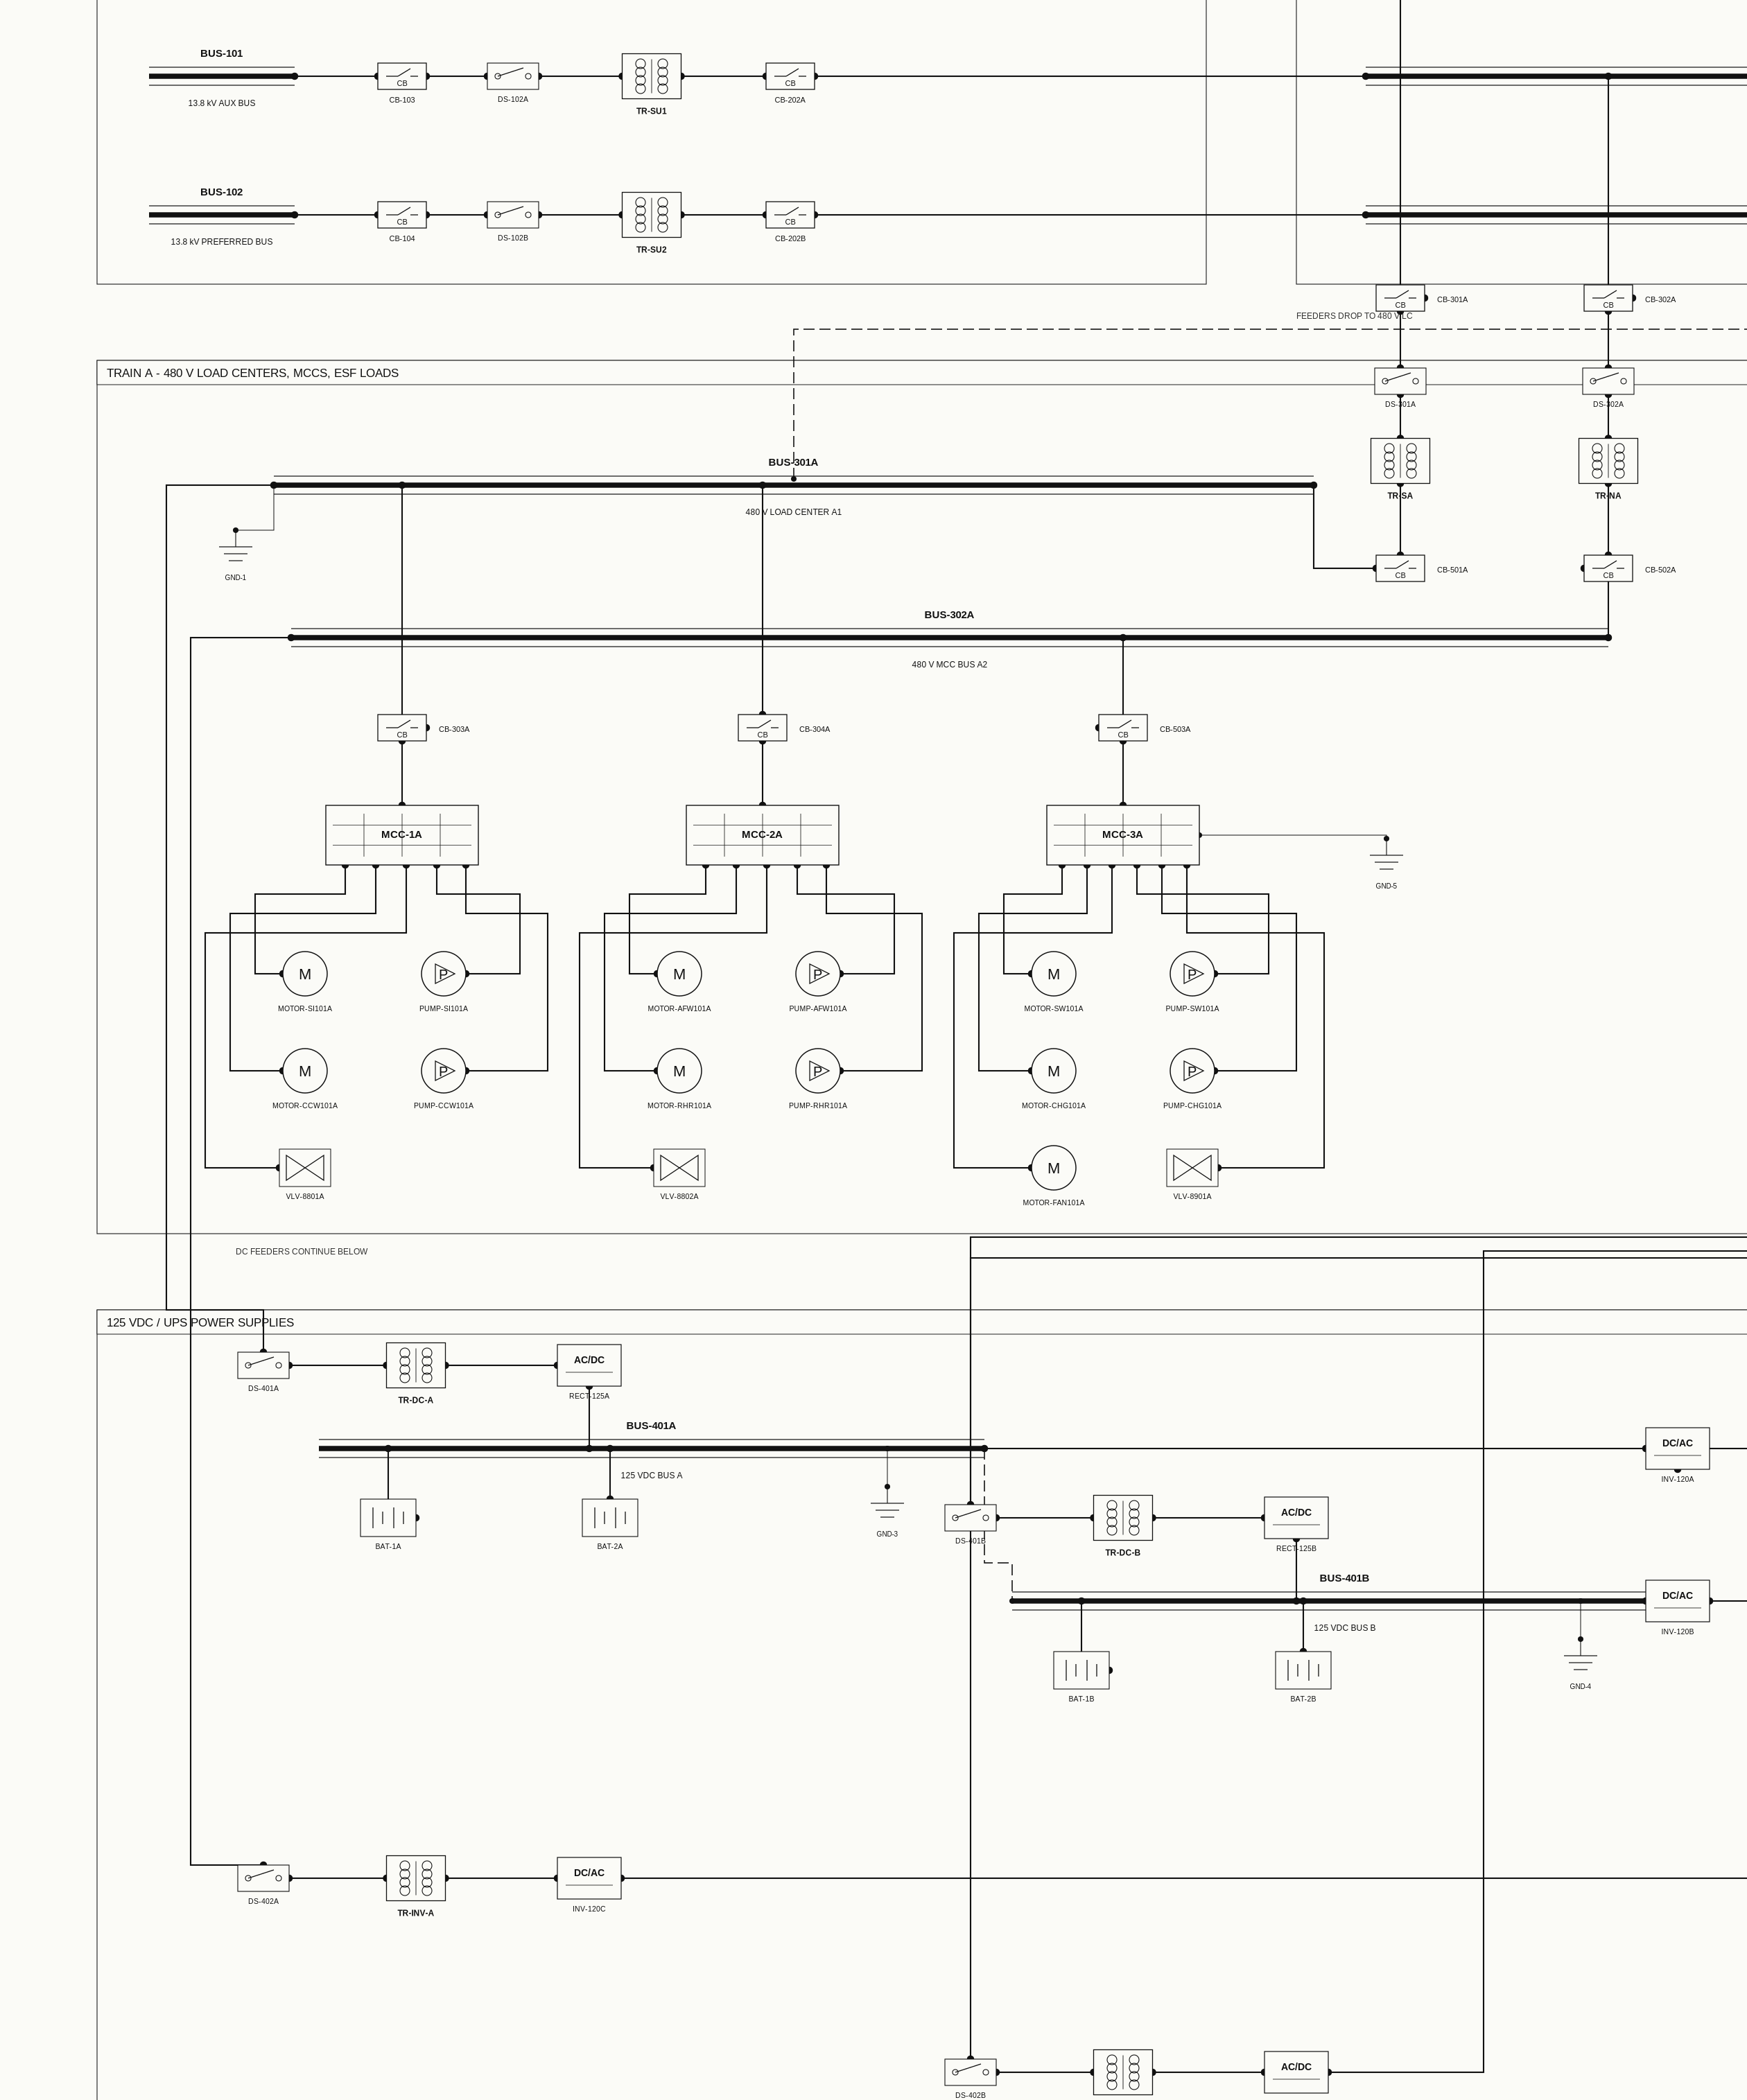 BUS-101
CB
CB
CB-103
DS-102A
TR-SU1
CB-202A
13.8 kV AUX BUS
BUS-102
CB
CB
CB-104
DS-102B
TR-SU2
CB-202B
13.8 kV PREFERRED BUS
CB
CB-301A
CB
CB-302A
FEEDERS DROP TO 480 V LC
TRAIN A - 480 V LOAD CENTERS, MCCS, ESF LOADS
DS-301A
DS-302A
BUS-301A
TR-SA
TR-NA
480 V LOAD CENTER A1
GND-1
CB
CB-501A
CB
CB-502A
BUS-302A
480 V MCC BUS A2
CB
CB-303A
CB
CB-304A
CB
CB-503A
MCC-1A
MCC-2A
MCC-3A
GND-5
M
P
M
P
M
P
MOTOR-SI101A
PUMP-SI101A
MOTOR-AFW101A
PUMP-AFW101A
MOTOR-SW101A
PUMP-SW101A
M
P
M
P
M
P
MOTOR-CCW101A
PUMP-CCW101A
MOTOR-RHR101A
PUMP-RHR101A
MOTOR-CHG101A
PUMP-CHG101A
M
VLV-8801A
VLV-8802A
MOTOR-FAN101A
VLV-8901A
DC FEEDERS CONTINUE BELOW
125 VDC / UPS POWER SUPPLIES
AC/DC
DS-401A
TR-DC-A
RECT-125A
BUS-401A
DC/AC
125 VDC BUS A
INV-120A
AC/DC
BAT-1A
BAT-2A
GND-3
DS-401B
TR-DC-B
RECT-125B
BUS-401B
DC/AC
125 VDC BUS B
INV-120B
BAT-1B
BAT-2B
GND-4
DC/AC
DS-402A
TR-INV-A
INV-120C
AC/DC
DS-402B